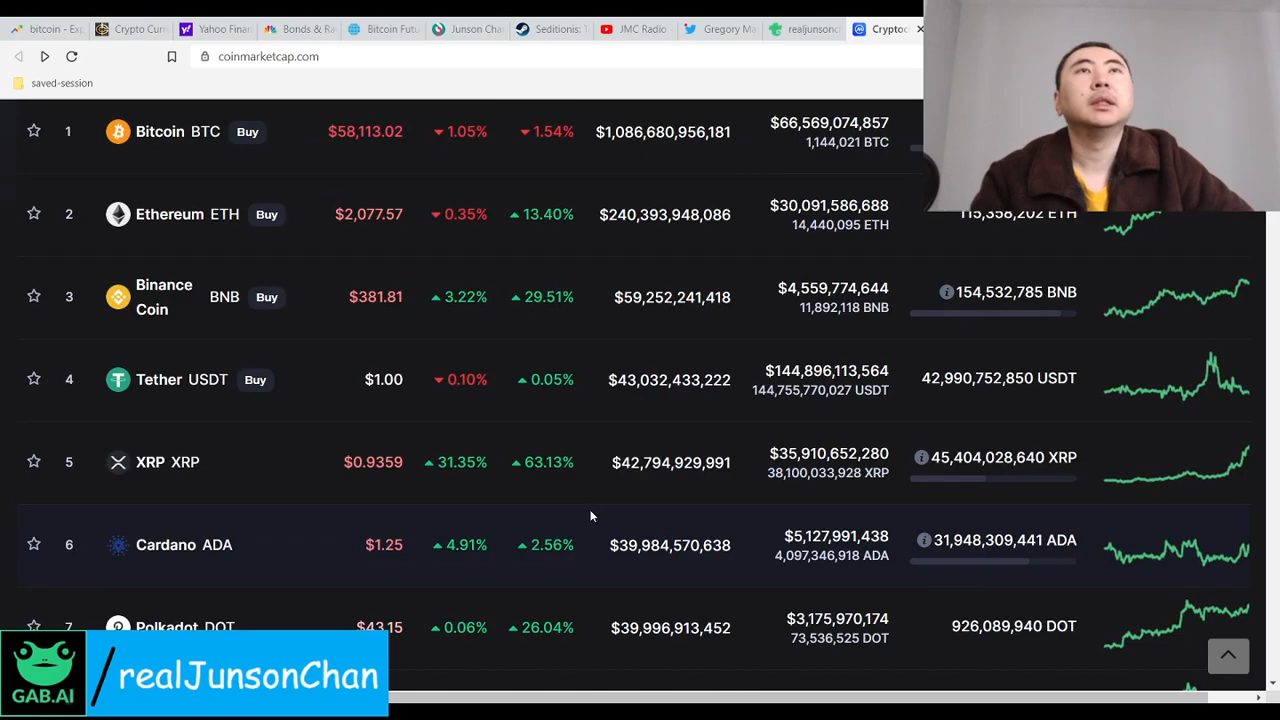 bitcoin - Exp
Crypto Curr
Yahoo Finan
Bonds & Ra
Bitcoin Futu
Junson Chan
Seditionis: T
JMC Radio
Gregory Ma
realjunsonc
Cryptoc
coinmarketcap.com
saved-session
1 Bitcoin BTC Buy $58,113.02 1.05% 1.54% $1,086,680,956,181 $66,569,074,857
1,144,021 BTC
2 Ethereum ETH Buy $2,077.57 0.35% 13.40% $240,393,948,086 $30,091,586,688 115,358,202 ETH
14,440,095 ETH
3 Binance Coin BNB Buy $381.81 3.22% 29.51% $59,252,241,418 $4,559,774,644 154,532,785 BNB
11,892,118 BNB
4 Tether USDT Buy $1.00 0.10% 0.05% $43,032,433,222 $144,896,113,564 42,990,752,850 USDT
144,755,770,027 USDT
5 XRP XRP $0.9359 31.35% 63.13% $42,794,929,991 $35,910,652,280 45,404,028,640 XRP
38,100,033,928 XRP
6 Cardano ADA $1.25 4.91% 2.56% $39,984,570,638 $5,127,991,438 31,948,309,441 ADA
4,097,346,918 ADA
7 Polkadot DOT $43.15 0.06% 26.04% $39,996,913,452 $3,175,970,174 926,089,940 DOT
73,536,525 DOT
GAB.AI
/realJunsonChan